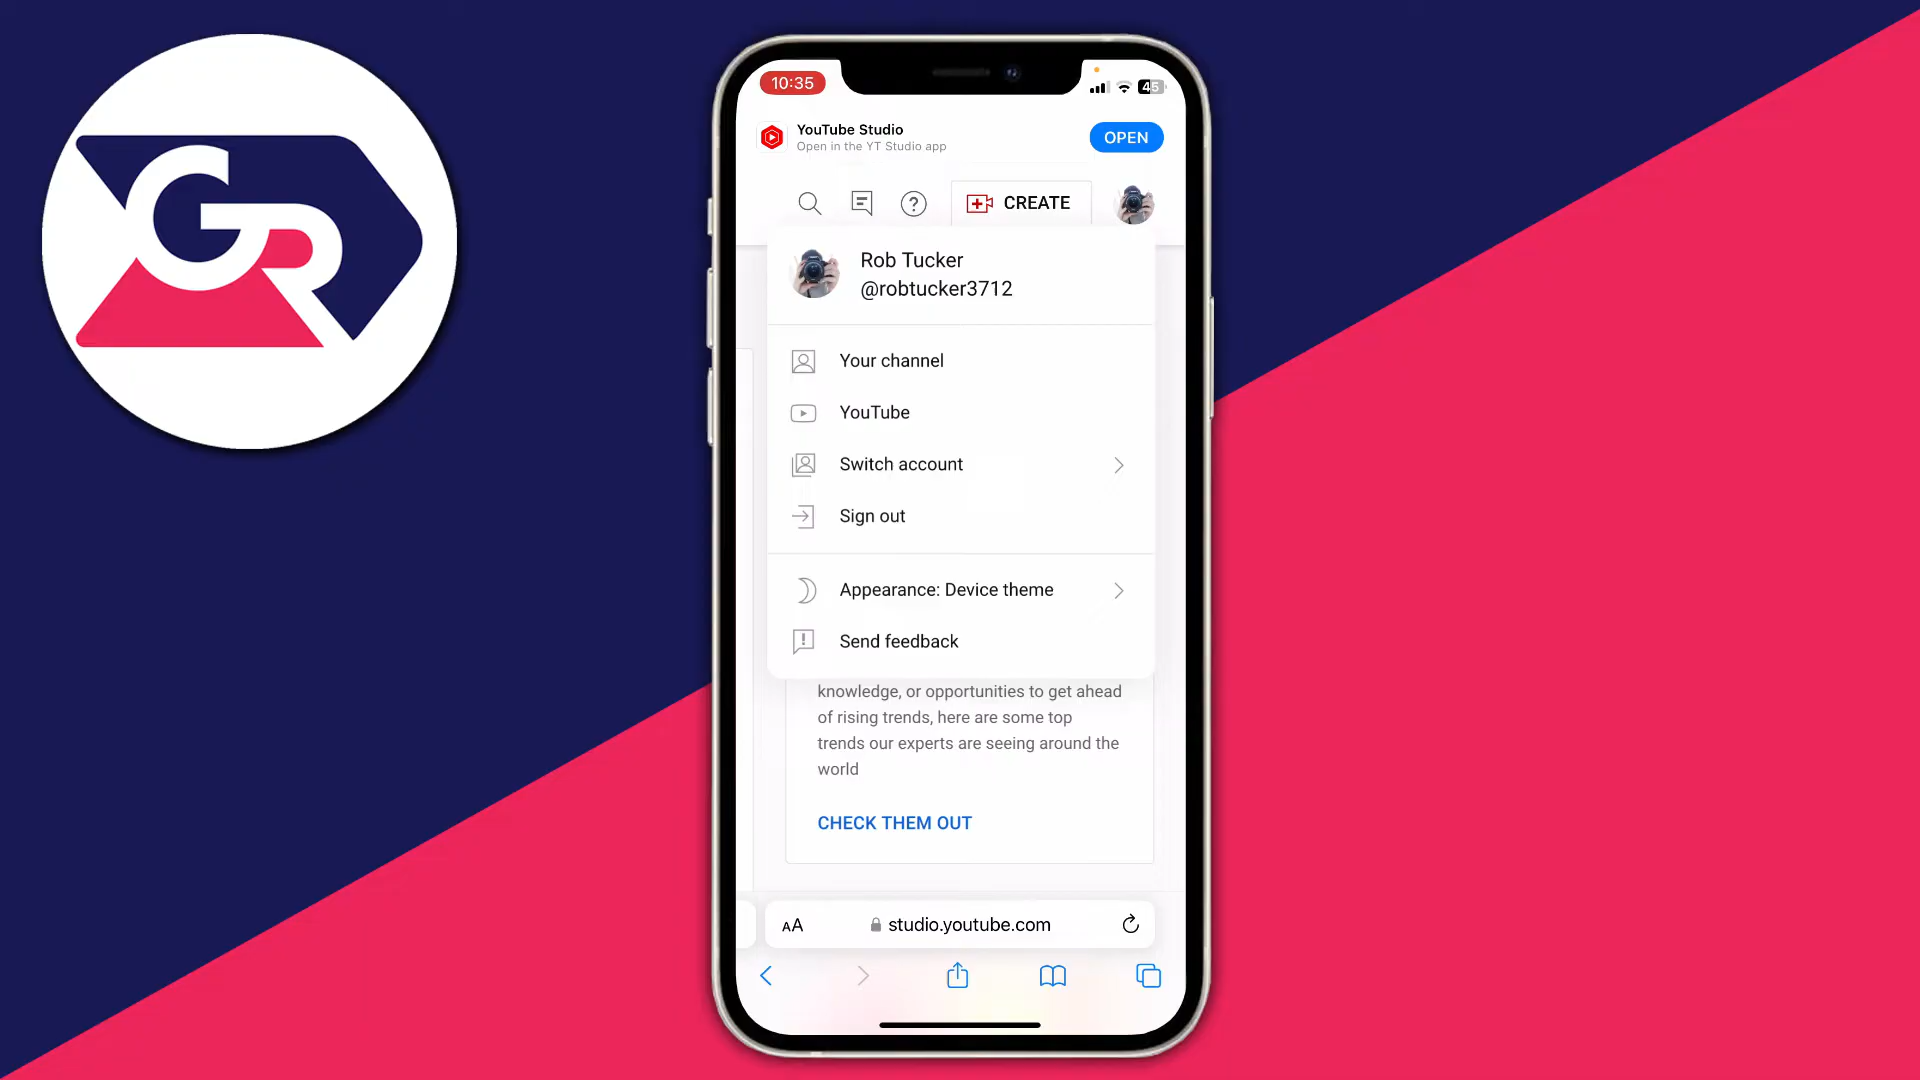 GR
10:35
45
YouTube Studio
Open in the YT Studio app
OPEN
CREATE
Rob Tucker
@robtucker3712
Your channel
YouTube
Switch account
Sign out
Appearance: Device theme
Send feedback
knowledge, or opportunities to get ahead
of rising trends, here are some top
trends our experts are seeing around the
world
CHECK THEM OUT
AA
studio.youtube.com